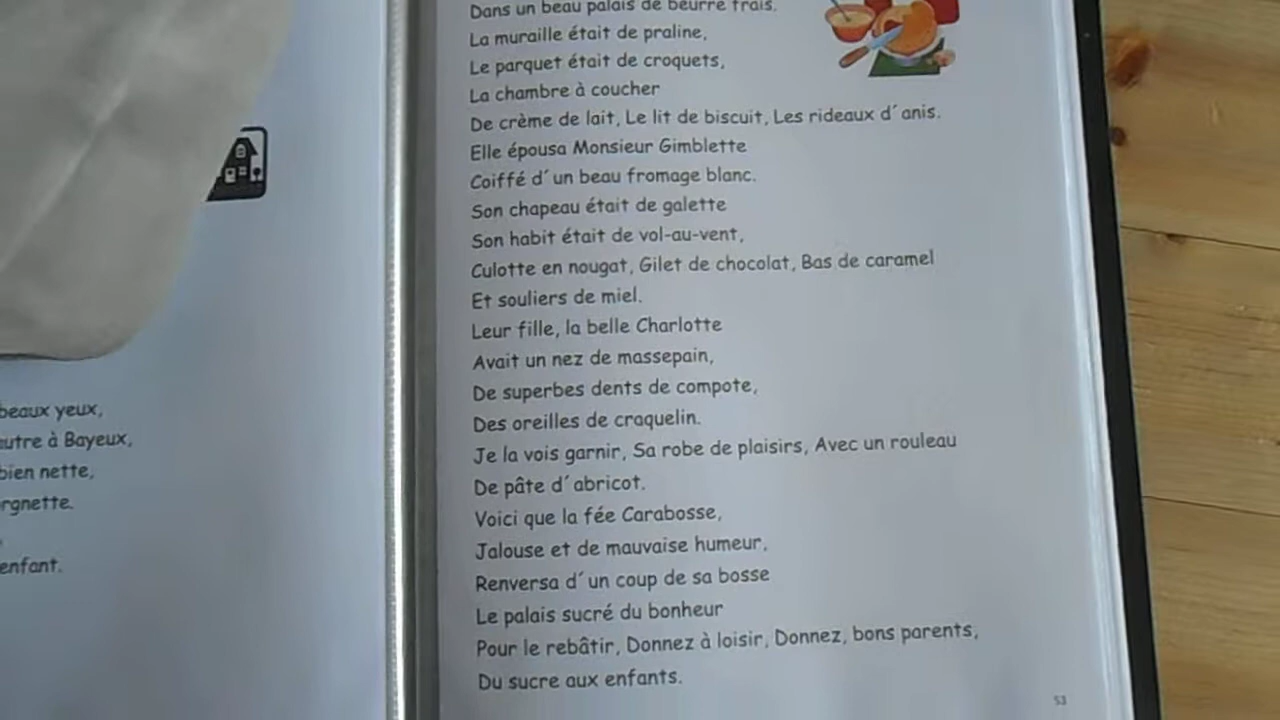 beaux yeux,
utre à Bayeux,
bien nette,
rgnette.
,
enfant.
Dans un beau palais de beurre frais.
La muraille était de praline,
Le parquet était de croquets,
La chambre à coucher
De crème de lait, Le lit de biscuit, Les rideaux d´anis.
Elle épousa Monsieur Gimblette
Coiffé d´un beau fromage blanc.
Son chapeau était de galette
Son habit était de vol-au-vent,
Culotte en nougat, Gilet de chocolat, Bas de caramel
Et souliers de miel.
Leur fille, la belle Charlotte
Avait un nez de massepain,
De superbes dents de compote,
Des oreilles de craquelin.
Je la vois garnir, Sa robe de plaisirs, Avec un rouleau
De pâte d´abricot.
Voici que la fée Carabosse,
Jalouse et de mauvaise humeur,
Renversa d´un coup de sa bosse
Le palais sucré du bonheur
Pour le rebâtir, Donnez à loisir, Donnez, bons parents,
Du sucre aux enfants.
53